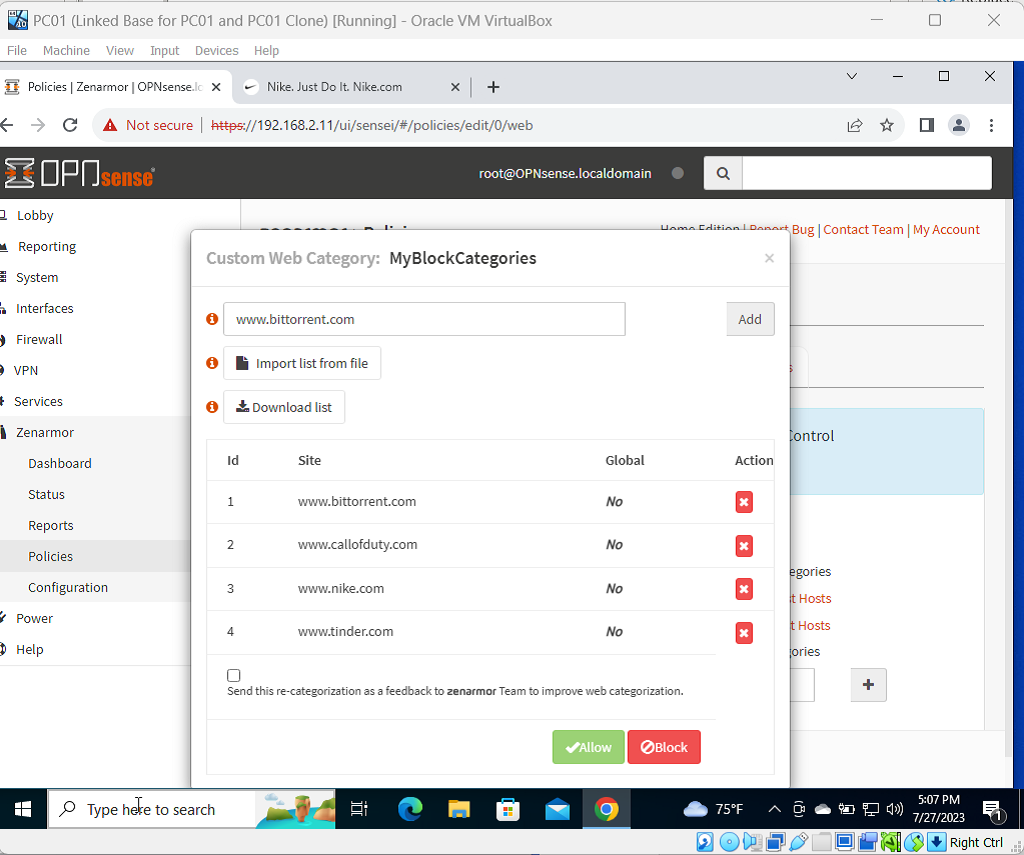 PC01 (Linked Base for PC01 and PC01 Clone) [Running] - Oracle VM VirtualBox
File Machine View Input Devices Help
Policies | Zenarmor | OPNsense.lo
Nike. Just Do It. Nike.com
Not secure | https://192.168.2.11/ui/sensei/#/policies/edit/0/web
OPNsense
root@OPNsense.localdomain
Lobby
Reporting
System
Interfaces
Firewall
VPN
Services
Zenarmor
Dashboard
Status
Reports
Policies
Configuration
Power
Help
Home Edition | Report Bug | Contact Team | My Account
Custom Web Category: MyBlockCategories
×
www.bittorrent.com
Add
Import list from file
Download list
Id Site Global Action
1 www.bittorrent.com No
2 www.callofduty.com No
3 www.nike.com No
4 www.tinder.com No
Send this re-categorization as a feedback to zenarmor Team to improve web categorization.
Allow Block
Control
egories
st Hosts
t Hosts
gories
+
Type here to search
75°F
5:07 PM
7/27/2023
1
Right Ctrl